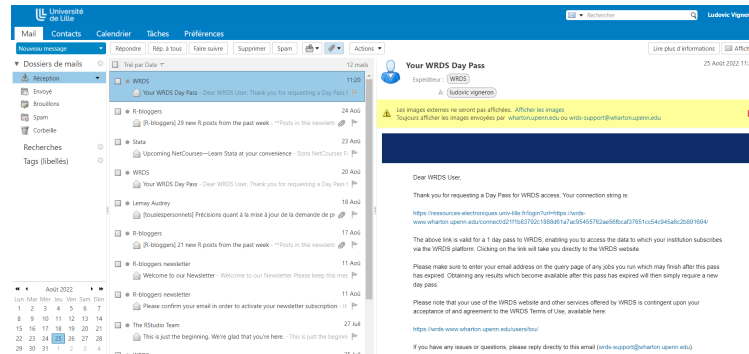 Université
de Lille
Rechercher
Ludovic Vigner
Mail Contacts Calendrier Tâches Préférences
Nouveau message
Répondre Rép. à tous Faire suivre Supprimer Spam Actions
Lire plus d'informations Affich
Dossiers de mails
Réception
Envoyé
Brouillons
Spam
Corbeille
Recherches
Tags (libellés)
Août 2022
Lun Mar Mer Jeu Ven Sam Dim
1 2 3 4 5 6 7
8 9 10 11 12 13 14
15 16 17 18 19 20 21
22 23 24 25 26 27 28
29 30 31 1 2 3 4
Trié par Date 12 mails
WRDS 11:20
Your WRDS Day Pass - Dear WRDS User, Thank you for requesting a Day Pass f
R-bloggers 24 Aoû
[R-bloggers] 29 new R posts from the past week - **Posts in this newslett
Stata 23 Aoû
Upcoming NetCourses—Learn Stata at your convenience - Stata NetCourses Fi
WRDS 20 Aoû
Your WRDS Day Pass - Dear WRDS User, Thank you for requesting a Day Pass f
Lemay Audrey 18 Aoû
[touslespersonnels] Précisions quant à la mise à jour de la demande de pr
R-bloggers 17 Aoû
[R-bloggers] 21 new R posts from the past week - **Posts in this newslett
R-bloggers newsletter 11 Aoû
Welcome to our Newsletter - Welcome to our Newsletter Please keep this mes
R-bloggers newsletter 11 Aoû
Please confirm your email in order to activate your newsletter subscription - H
The RStudio Team 27 Juil
This is just the beginning. We're glad that you're here. - This is just the beginn
Your WRDS Day Pass 25 Août 2022 11:
Expéditeur : WRDS
À : ludovic vigneron
Les images externes ne seront pas affichées. Afficher les images
Toujours afficher les images envoyées par wharton.upenn.edu ou wrds-support@wharton.upenn.edu
Dear WRDS User,
Thank you for requesting a Day Pass for WRDS access. Your connection string is
https://ressources-electroniques.univ-lille.fr/login?url=https://wrds-
www.wharton.upenn.edu/connect/d21f1b83792c1888d61a7ac95455762ae56fbcaf37651cc54c945a6c2b891694/
The above link is valid for a 1 day pass to WRDS, enabling you to access the data to which your institution subscribes
via the WRDS platform. Clicking on the link will take you directly to the WRDS website.
Please make sure to enter your email address on the query page of any jobs you run which may finish after this pass
has expired. Obtaining any results which become available after this pass has expired will then simply require a new
day pass.
Please note that your use of the WRDS website and other services offered by WRDS is contingent upon your
acceptance of and agreement to the WRDS Terms of Use, available here:
https://wrds-www.wharton.upenn.edu/users/tou/
If you have any issues or questions, please reply directly to this email (wrds-support@wharton.upenn.edu).